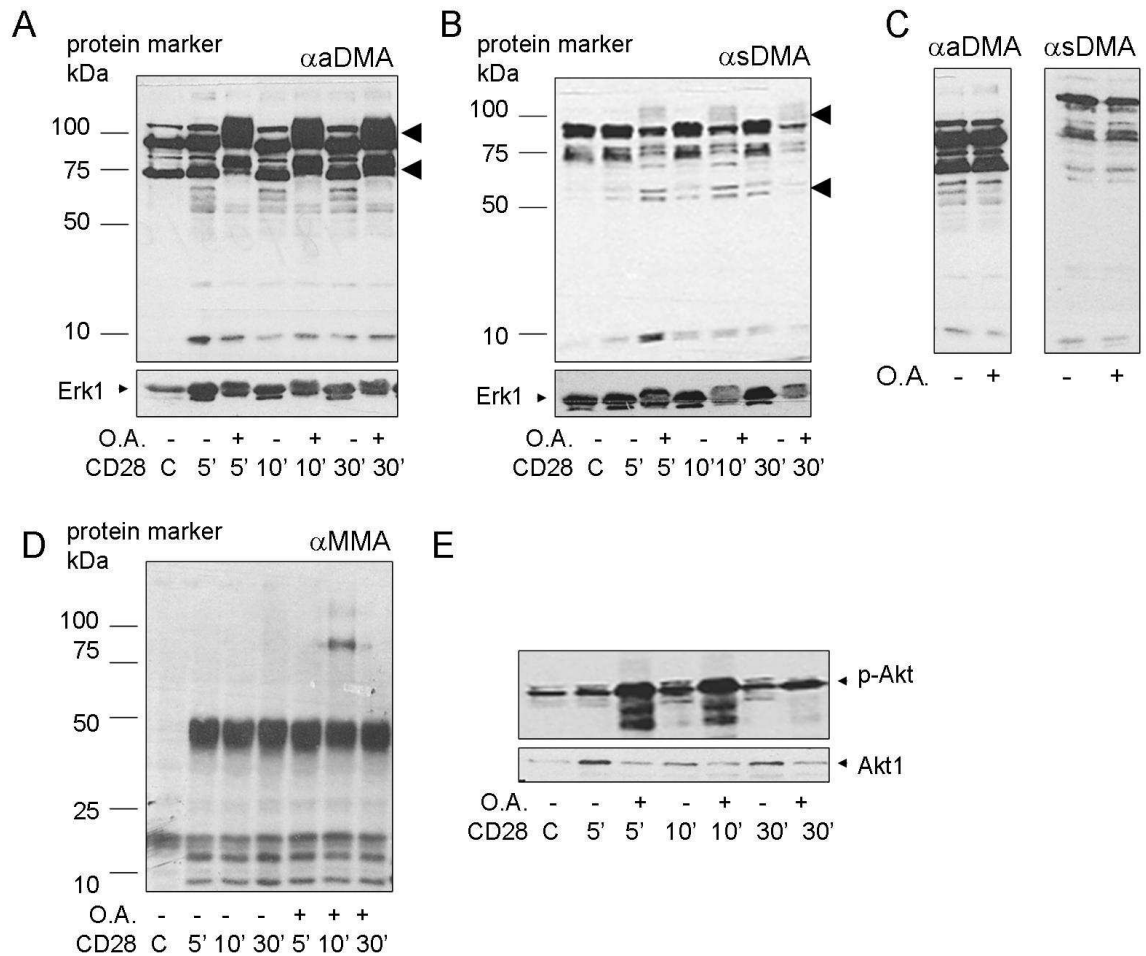 A
protein marker
kDa
αaDMA
100
75
50
10
Erk1
O.A. - - + - + - +
CD28 C 5’ 5’ 10’ 10’ 30’ 30’
B
protein marker
kDa
αsDMA
100
75
50
10
Erk1
O.A. - - + - + - +
CD28 C 5’ 5’ 10’ 10’ 30’ 30’
C
αaDMA αsDMA
O.A. - + - +
D
protein marker
kDa
αMMA
100
75
50
25
10
O.A. - - - - + + +
CD28 C 5’ 10’ 30’ 5’ 10’ 30’
E
p-Akt
Akt1
O.A. - - + - + - +
CD28 C 5’ 5’ 10’ 10’ 30’ 30’